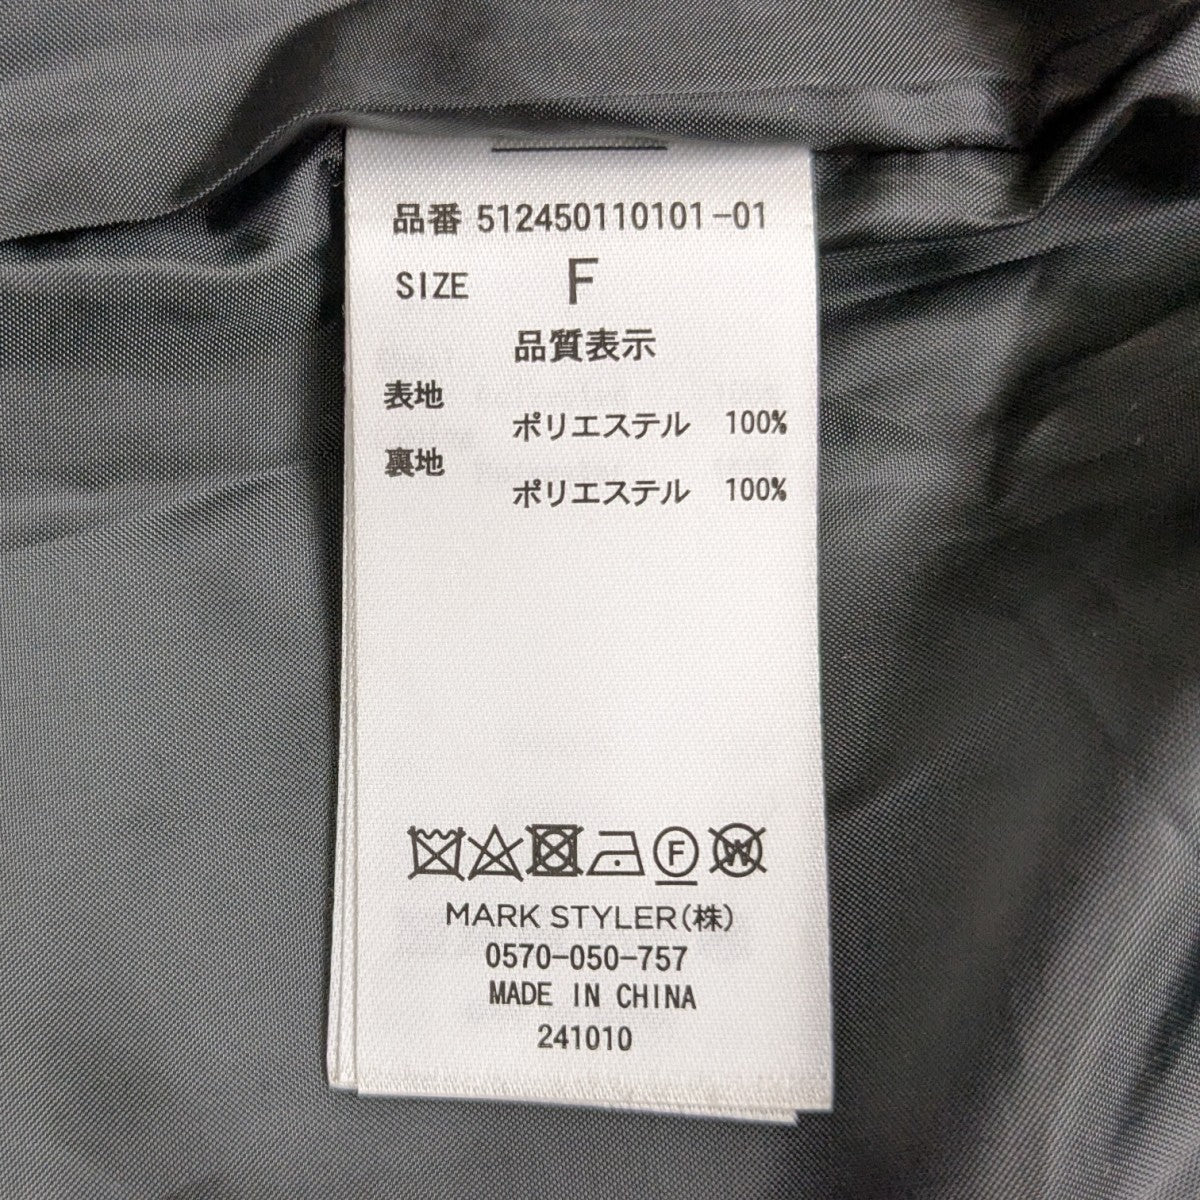 品番 512450110101-01
SIZE F
品質表示
表地
ポリエステル 100%
裏地
ポリエステル 100%
F W
MARK STYLER(株)
0570-050-757
MADE IN CHINA
241010